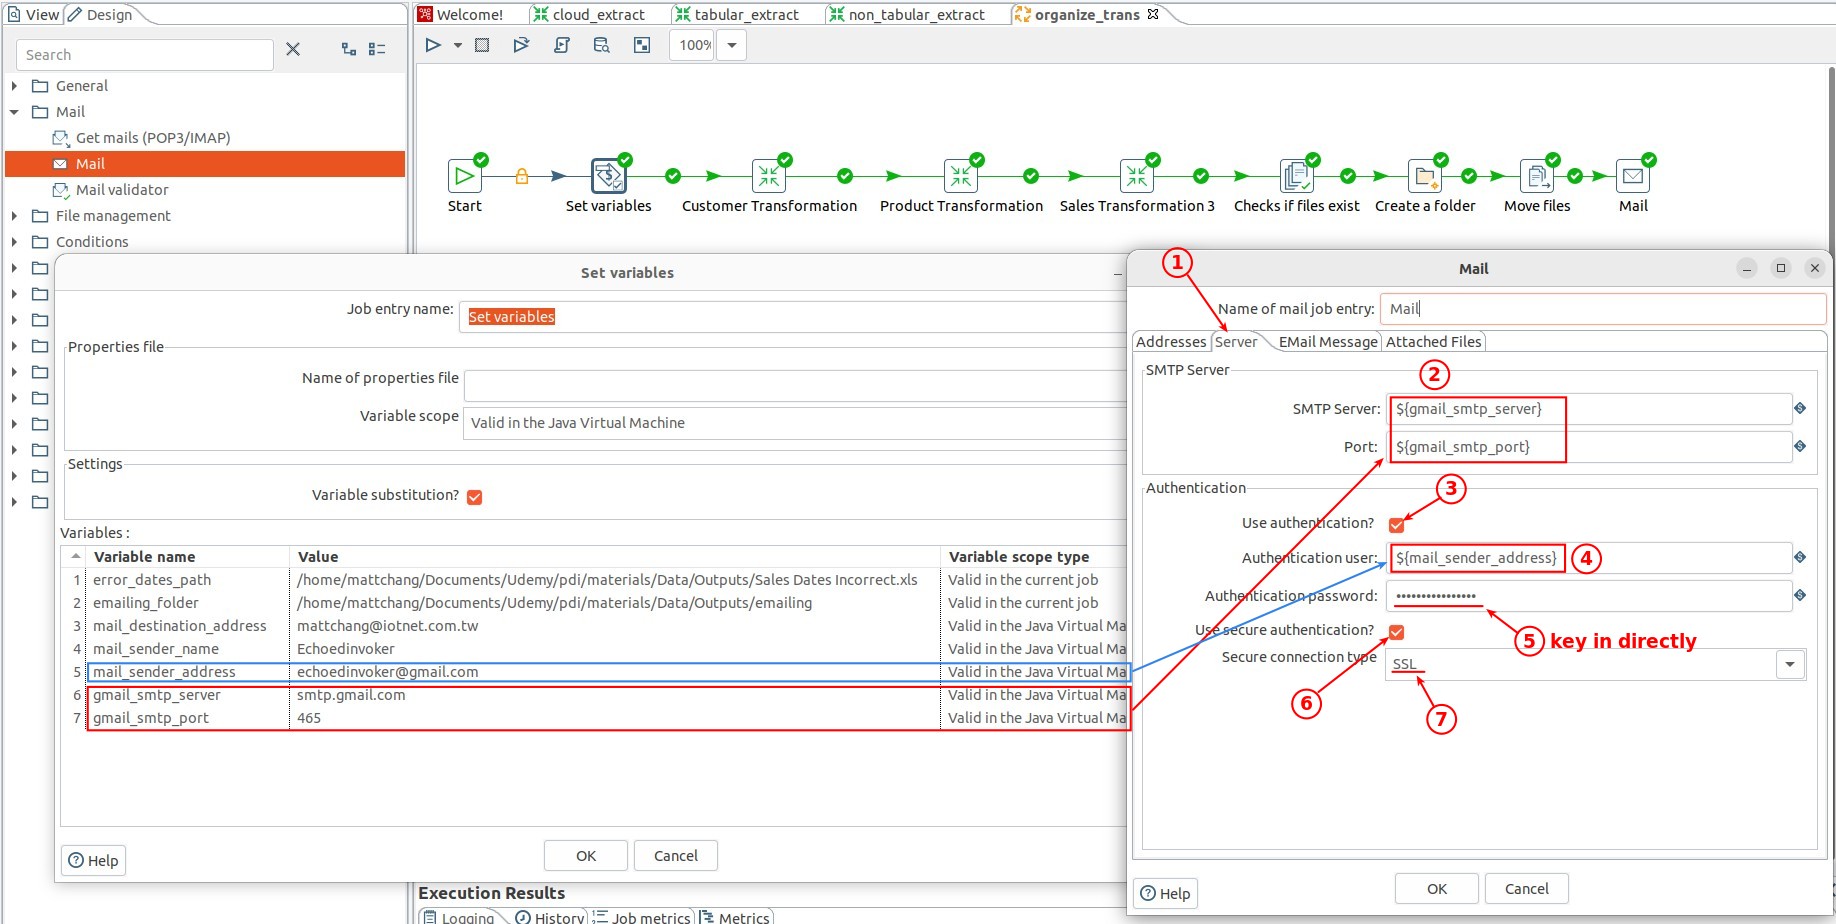 View
Design
Welcome!
cloud_extract
tabular_extract
non_tabular_extract
organize_trans
Search
100%
General
Mail
Get mails (POP3/IMAP)
Mail
Mail validator
File management
Conditions
Start
Set variables
Customer Transformation
Product Transformation
Sales Transformation 3
Checks if files exist
Create a folder
Move files
Mail
Set variables
Job entry name: Set variables
Properties file
Name of properties file
Variable scope Valid in the Java Virtual Machine
Settings
Variable substitution?
Variables :
Variable name Value Variable scope type
1 error_dates_path /home/mattchang/Documents/Udemy/pdi/materials/Data/Outputs/Sales Dates Incorrect.xls Valid in the current job
2 emailing_folder /home/mattchang/Documents/Udemy/pdi/materials/Data/Outputs/emailing Valid in the current job
3 mail_destination_address mattchang@iotnet.com.tw Valid in the Java Virtual Ma
4 mail_sender_name Echoedinvoker Valid in the Java Virtual Ma
5 mail_sender_address echoedinvoker@gmail.com Valid in the Java Virtual Ma
6 gmail_smtp_server smtp.gmail.com Valid in the Java Virtual Ma
7 gmail_smtp_port 465 Valid in the Java Virtual Ma
Help
OK
Cancel
1
Mail
Name of mail job entry: Mail
Addresses Server EMail Message Attached Files
SMTP Server
2
SMTP Server: ${gmail_smtp_server}
Port: ${gmail_smtp_port}
Authentication
3
Use authentication?
Authentication user: ${mail_sender_address} 4
Authentication password: ••••••••••••••••
Use secure authentication?
5 key in directly
Secure connection type SSL
6
7
Help
OK
Cancel
Execution Results
Logging
History
Job metrics
Metrics